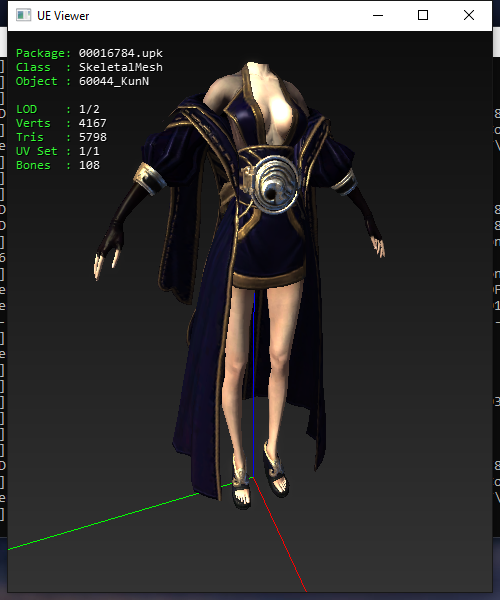 UE Viewer
Package: 00016784.upk
Class : SkeletalMesh
Object : 60044_KunN
LOD : 1/2
Verts : 4167
Tris : 5798
UV Set : 1/1
Bones : 108